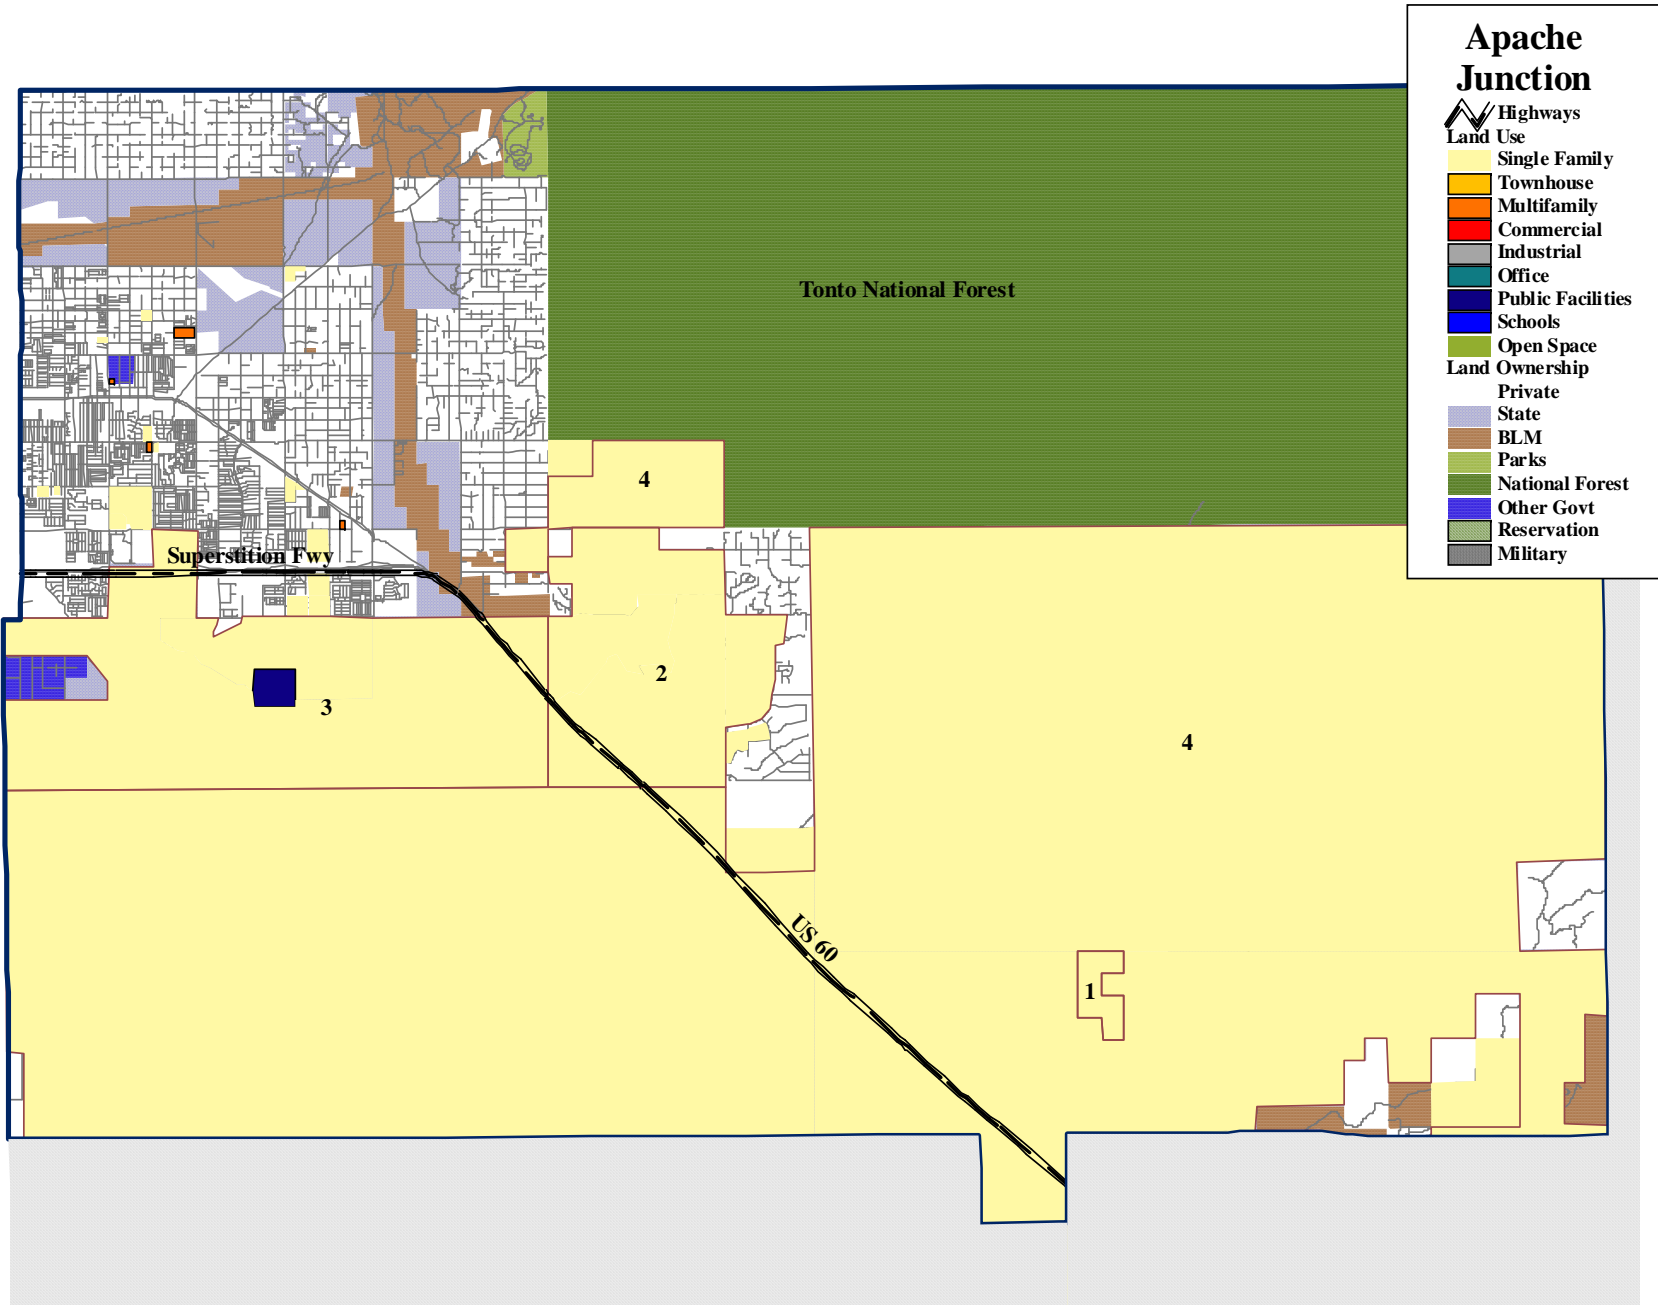 Apache
Junction
Highways
Land Use
Single Family
Townhouse
Multifamily
Commercial
Industrial
Office
Public Facilities
Schools
Open Space
Land Ownership
Private
State
BLM
Parks
National Forest
Other Govt
Reservation
Military
Tonto National Forest
4
Superstition Fwy
2
3
4
US 60
1